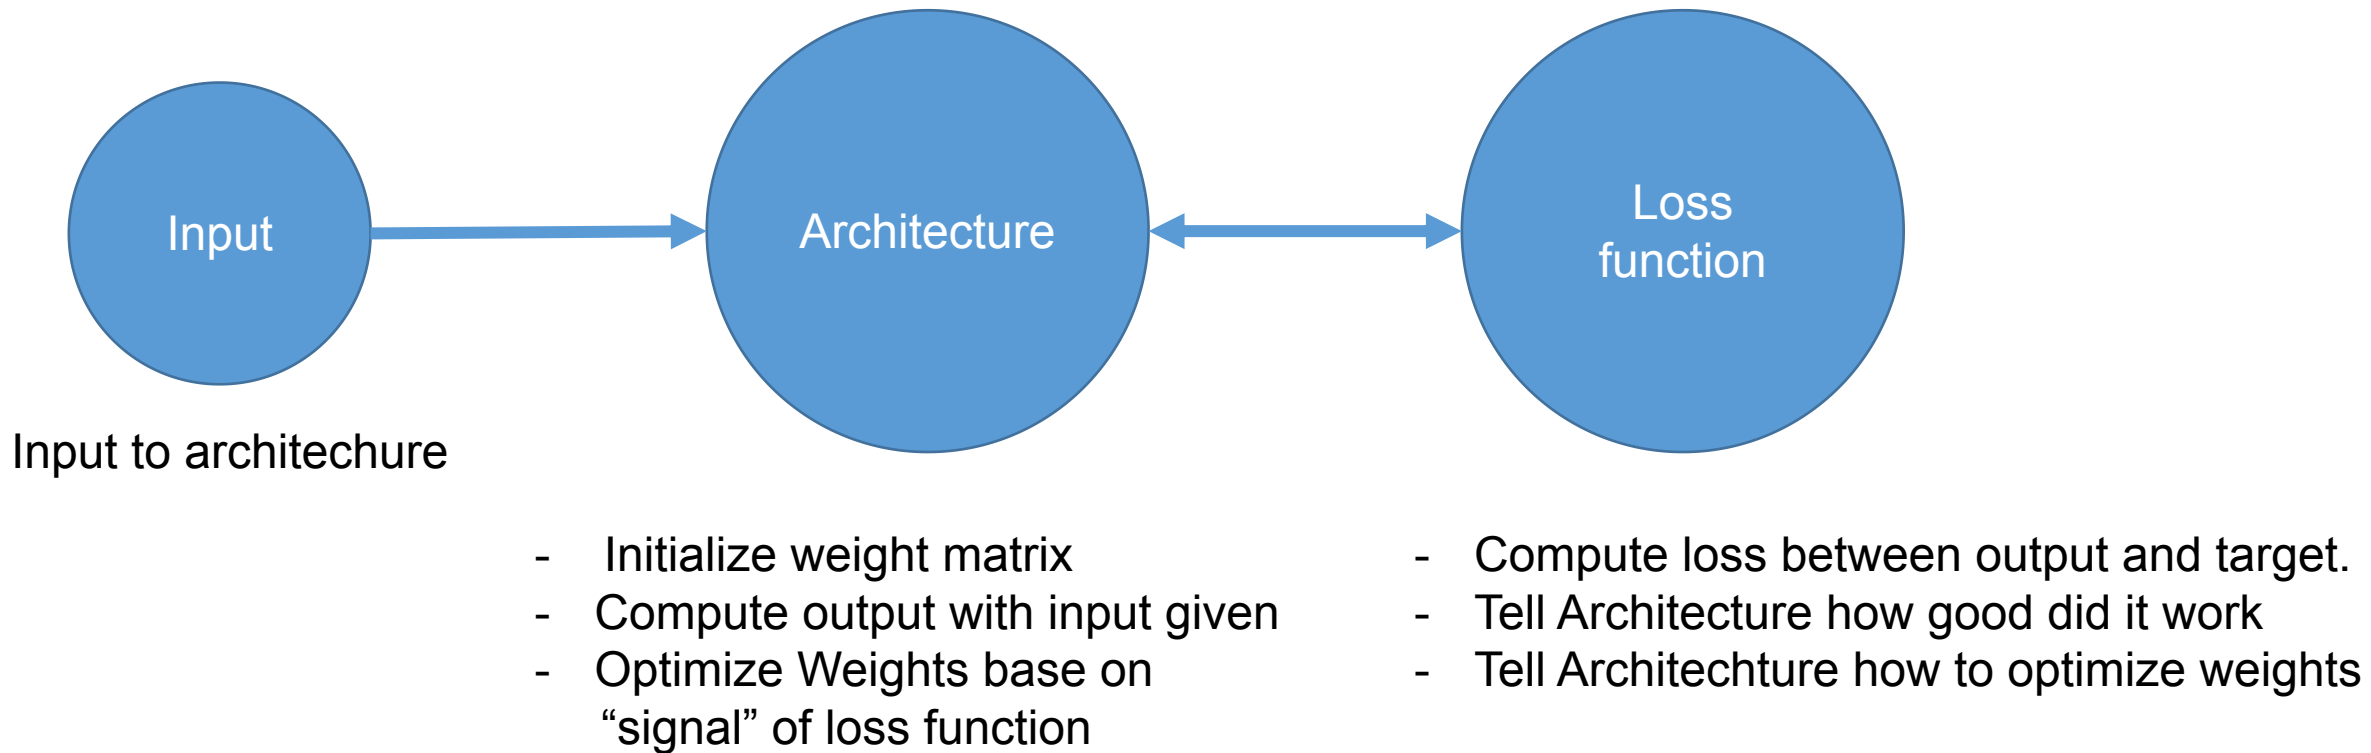 Input
Architecture
Loss
function
Input to architechure
- Initialize weight matrix
- Compute output with input given
- Optimize Weights base on
“signal” of loss function
- Compute loss between output and target.
- Tell Architecture how good did it work
- Tell Architechture how to optimize weights